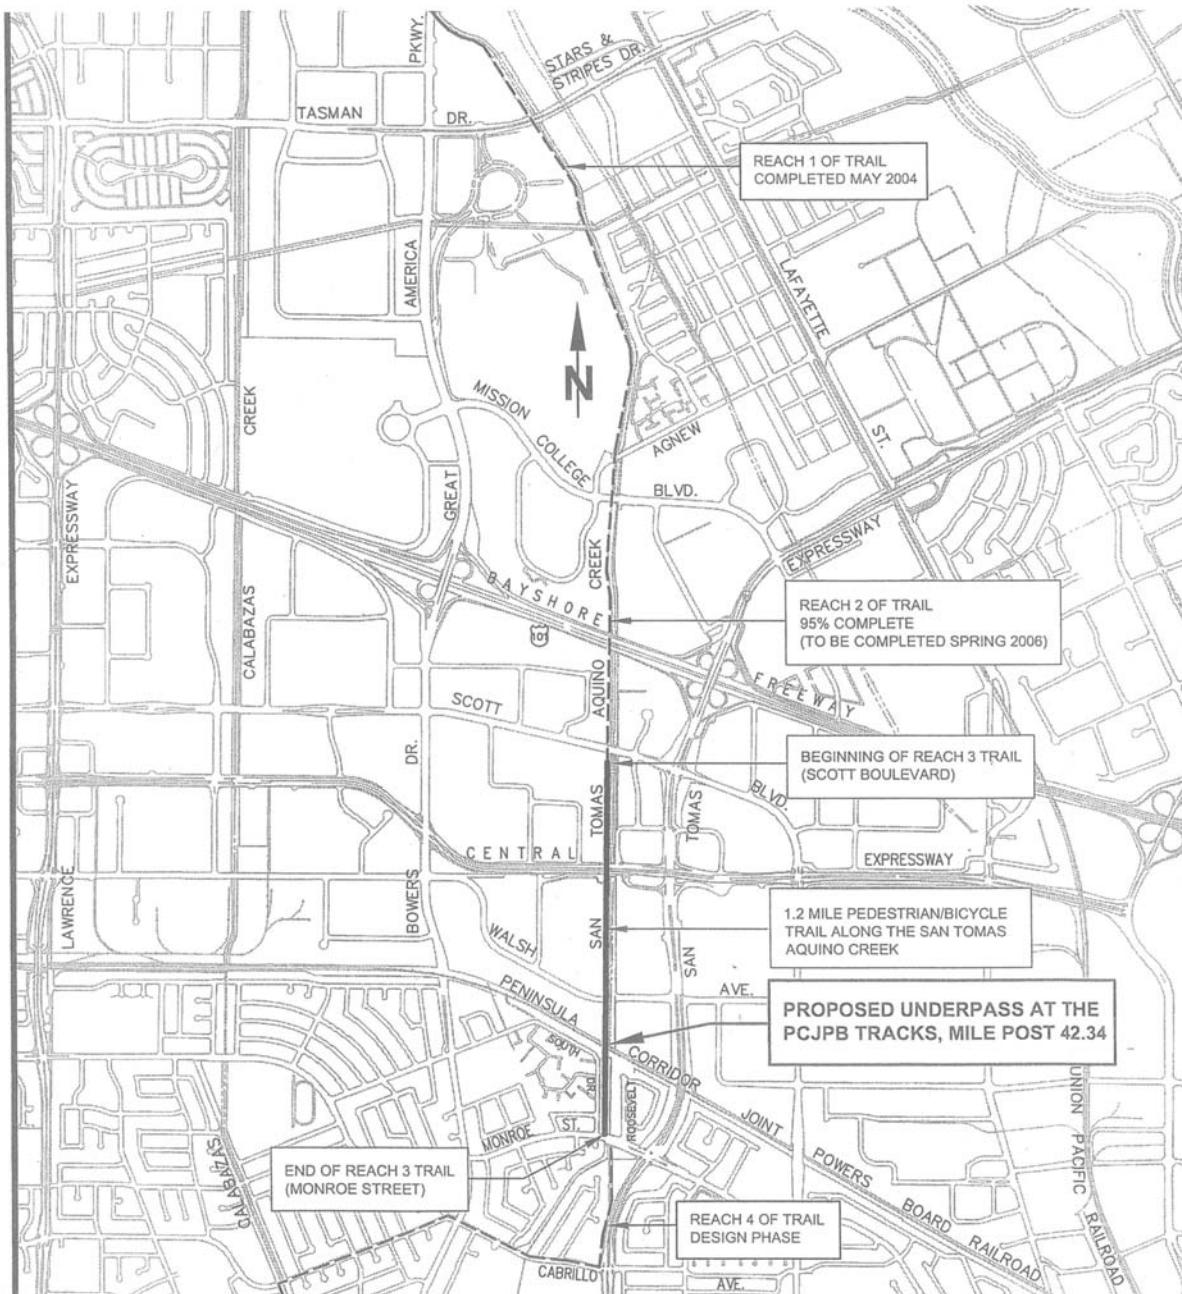 PKWY.
STARS &
STRIPES DR.
TASMAN
DR.
REACH 1 OF TRAIL
COMPLETED MAY 2004
AMERICA
LAFAYETTE
N
CREEK
MISSION
COLLEGE
AGNEW
ST.
BLVD.
GREAT
EXPRESSWAY
EXPRESSWAY
CREEK
BAYSHORE
REACH 2 OF TRAIL
95% COMPLETE
(TO BE COMPLETED SPRING 2006)
CALABAZAS
101
AQUINO
FREEWAY
SCOTT
DR.
BEGINNING OF REACH 3 TRAIL
(SCOTT BOULEVARD)
BLVD.
TOMAS
TOMAS
CENTRAL
EXPRESSWAY
LAWRENCE
BOWERS
1.2 MILE PEDESTRIAN/BICYCLE
TRAIL ALONG THE SAN TOMAS
AQUINO CREEK
WALSH
SAN
SAN
AVE.
PENINSULA
PROPOSED UNDERPASS AT THE
PCJPB TRACKS, MILE POST 42.34
SOUTH
DR.
CORRIDOR
ROOSEVELT
UNION PACIFIC
RAILROAD
JOINT
MONROE
ST.
POWERS
CALABAZAS
END OF REACH 3 TRAIL
(MONROE STREET)
BOARD
REACH 4 OF TRAIL
DESIGN PHASE
RAILROAD
CABRILLO
AVE.